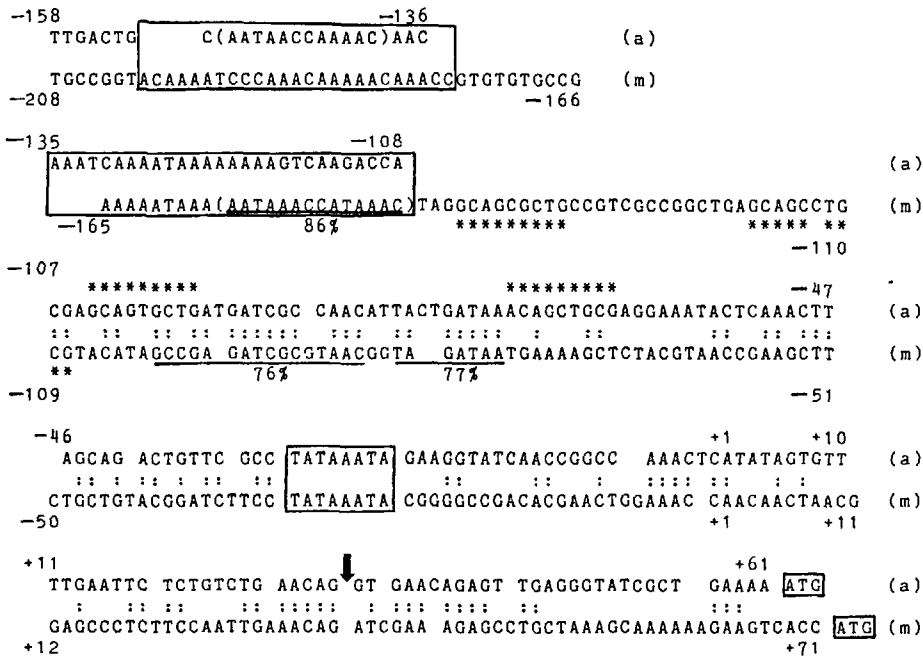 −158 −136
TTGACTG C(AATAACCAAAAC)AAC (a)
TGCCGGTACAAAATCCCAAACAAAAACAAACCGTGTGTGCCG (m)
−208 −166
−135 −108
AAATCAAAATAAAAAAAAGTCAAGACCA (a)
AAAAATAAA(AATAAACCATAAAC)TAGGCAGCGCTGCCGTCGCCGGCTGAGCAGCCTG (m)
−165 86% ********* ***** **
−110
−107
********* *********
−47
CGAGCAGTGCTGATGATCGC CAACATTACTGATAAACAGCTGCGAGGAAATACTCAAACTT (a)
CGTACATAGCCGA GATCGCGTAACGGTA GATAATGAAAAGCTCTACGTAACCGAAGCTT (m)
** 76% 77%
−109 −51
−46 +1 +10
AGCAG ACTGTTCG GCC TATAAATA GAAGGTATCAACCGGCC AAACTCATATAGTGTT (a)
CTGCTGTACGGATCTTCC TATAAATA CGGGGCCGACACGAACTGGAAAC CAACAACTAACG (m)
−50 +1 +11
+11 +61
TTGAATTC TCTGTCTG AACAG GT GAACAGAGT TGAGGGTATCGCT GAAAA ATG (a)
GAGCCCTCTTCCAATTGAAACAG ATCGAA AGAGCCTGCTAAAGCAAAAAAGAAGTCACC ATG (m)
+12 +71